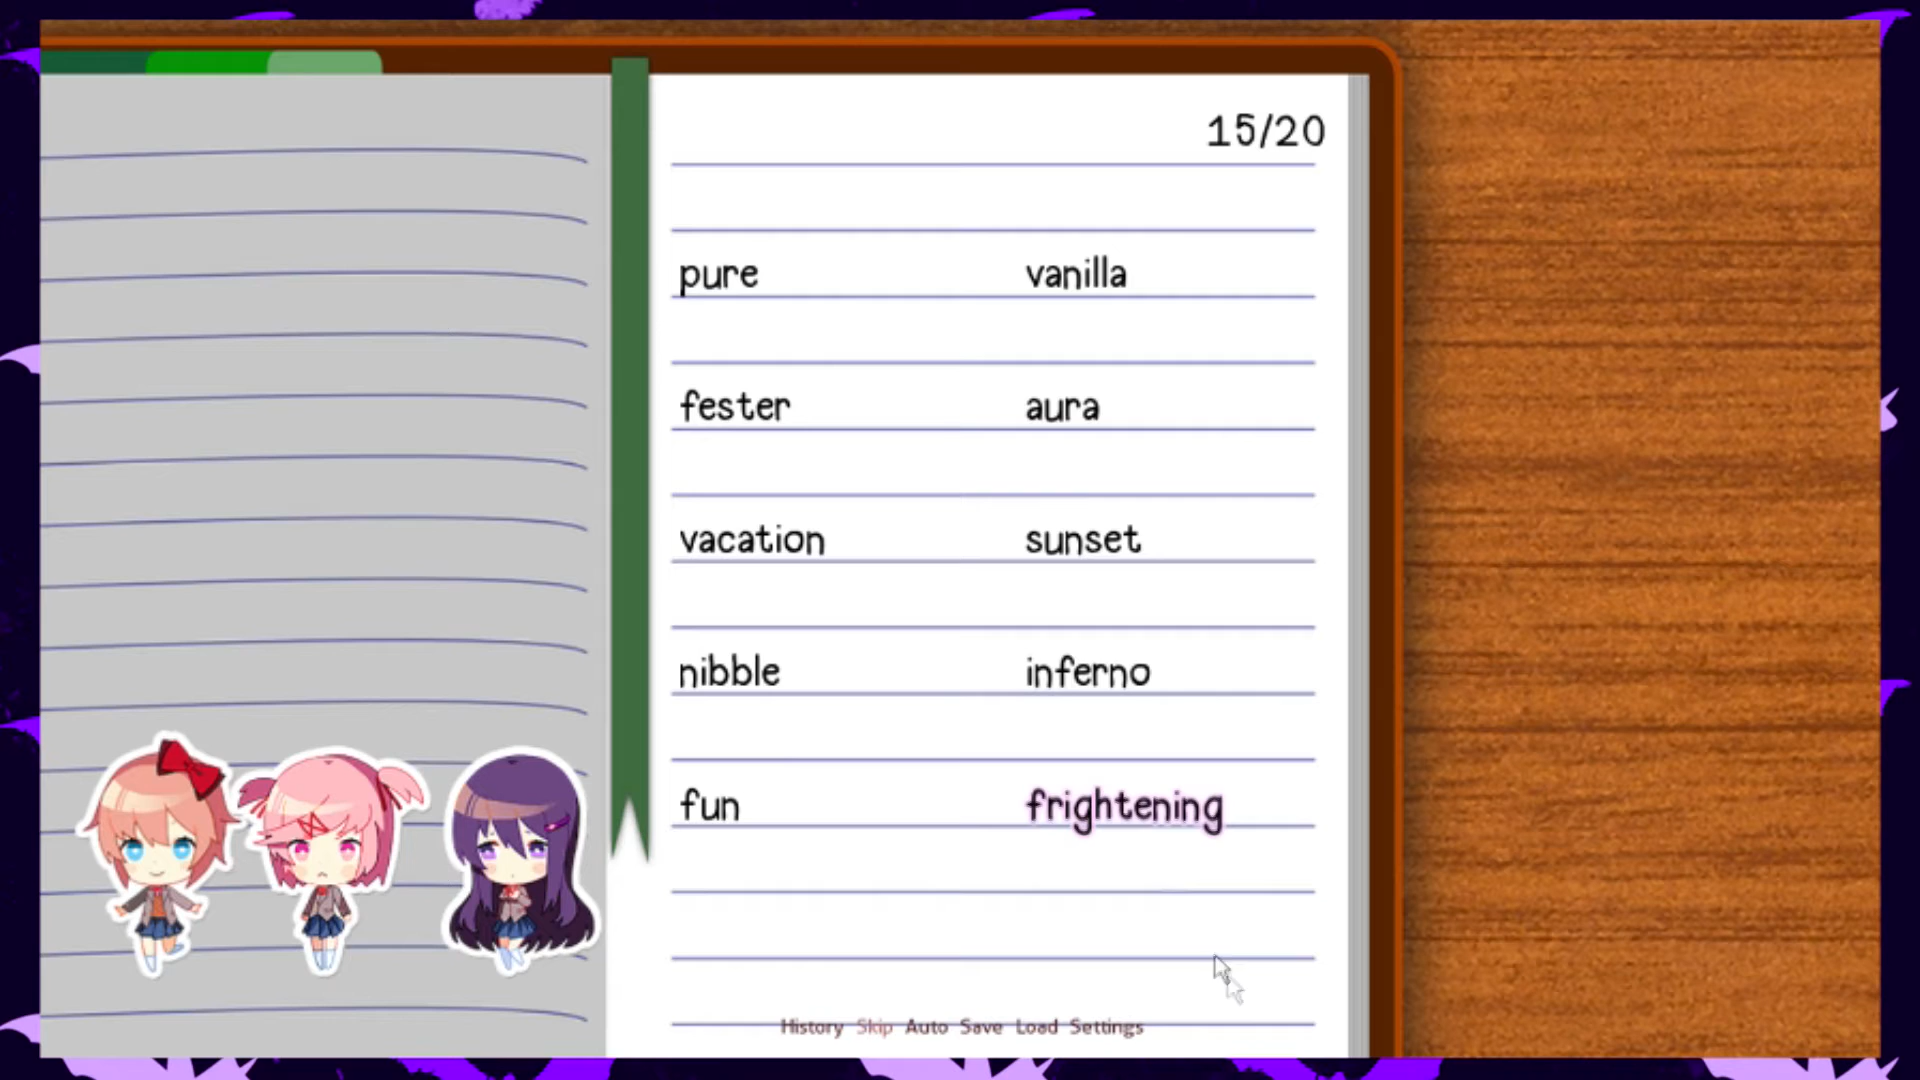 15/20
pure vanilla
fester aura
vacation sunset
nibble inferno
fun frightening
History Skip Auto Save Load Settings